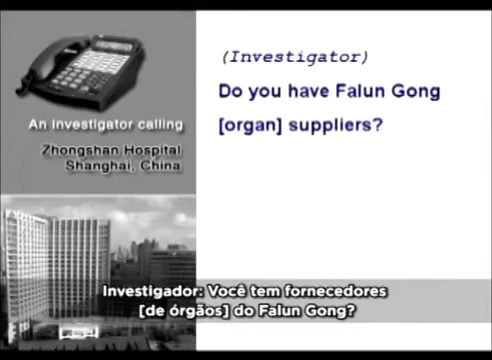 (Investigator)
Do you have Falun Gong
[organ] suppliers?
An investigator calling
Zhongshan Hospital
Shanghai, China
Investigador: Você tem fornecedores
[de órgãos] do Falun Gong?